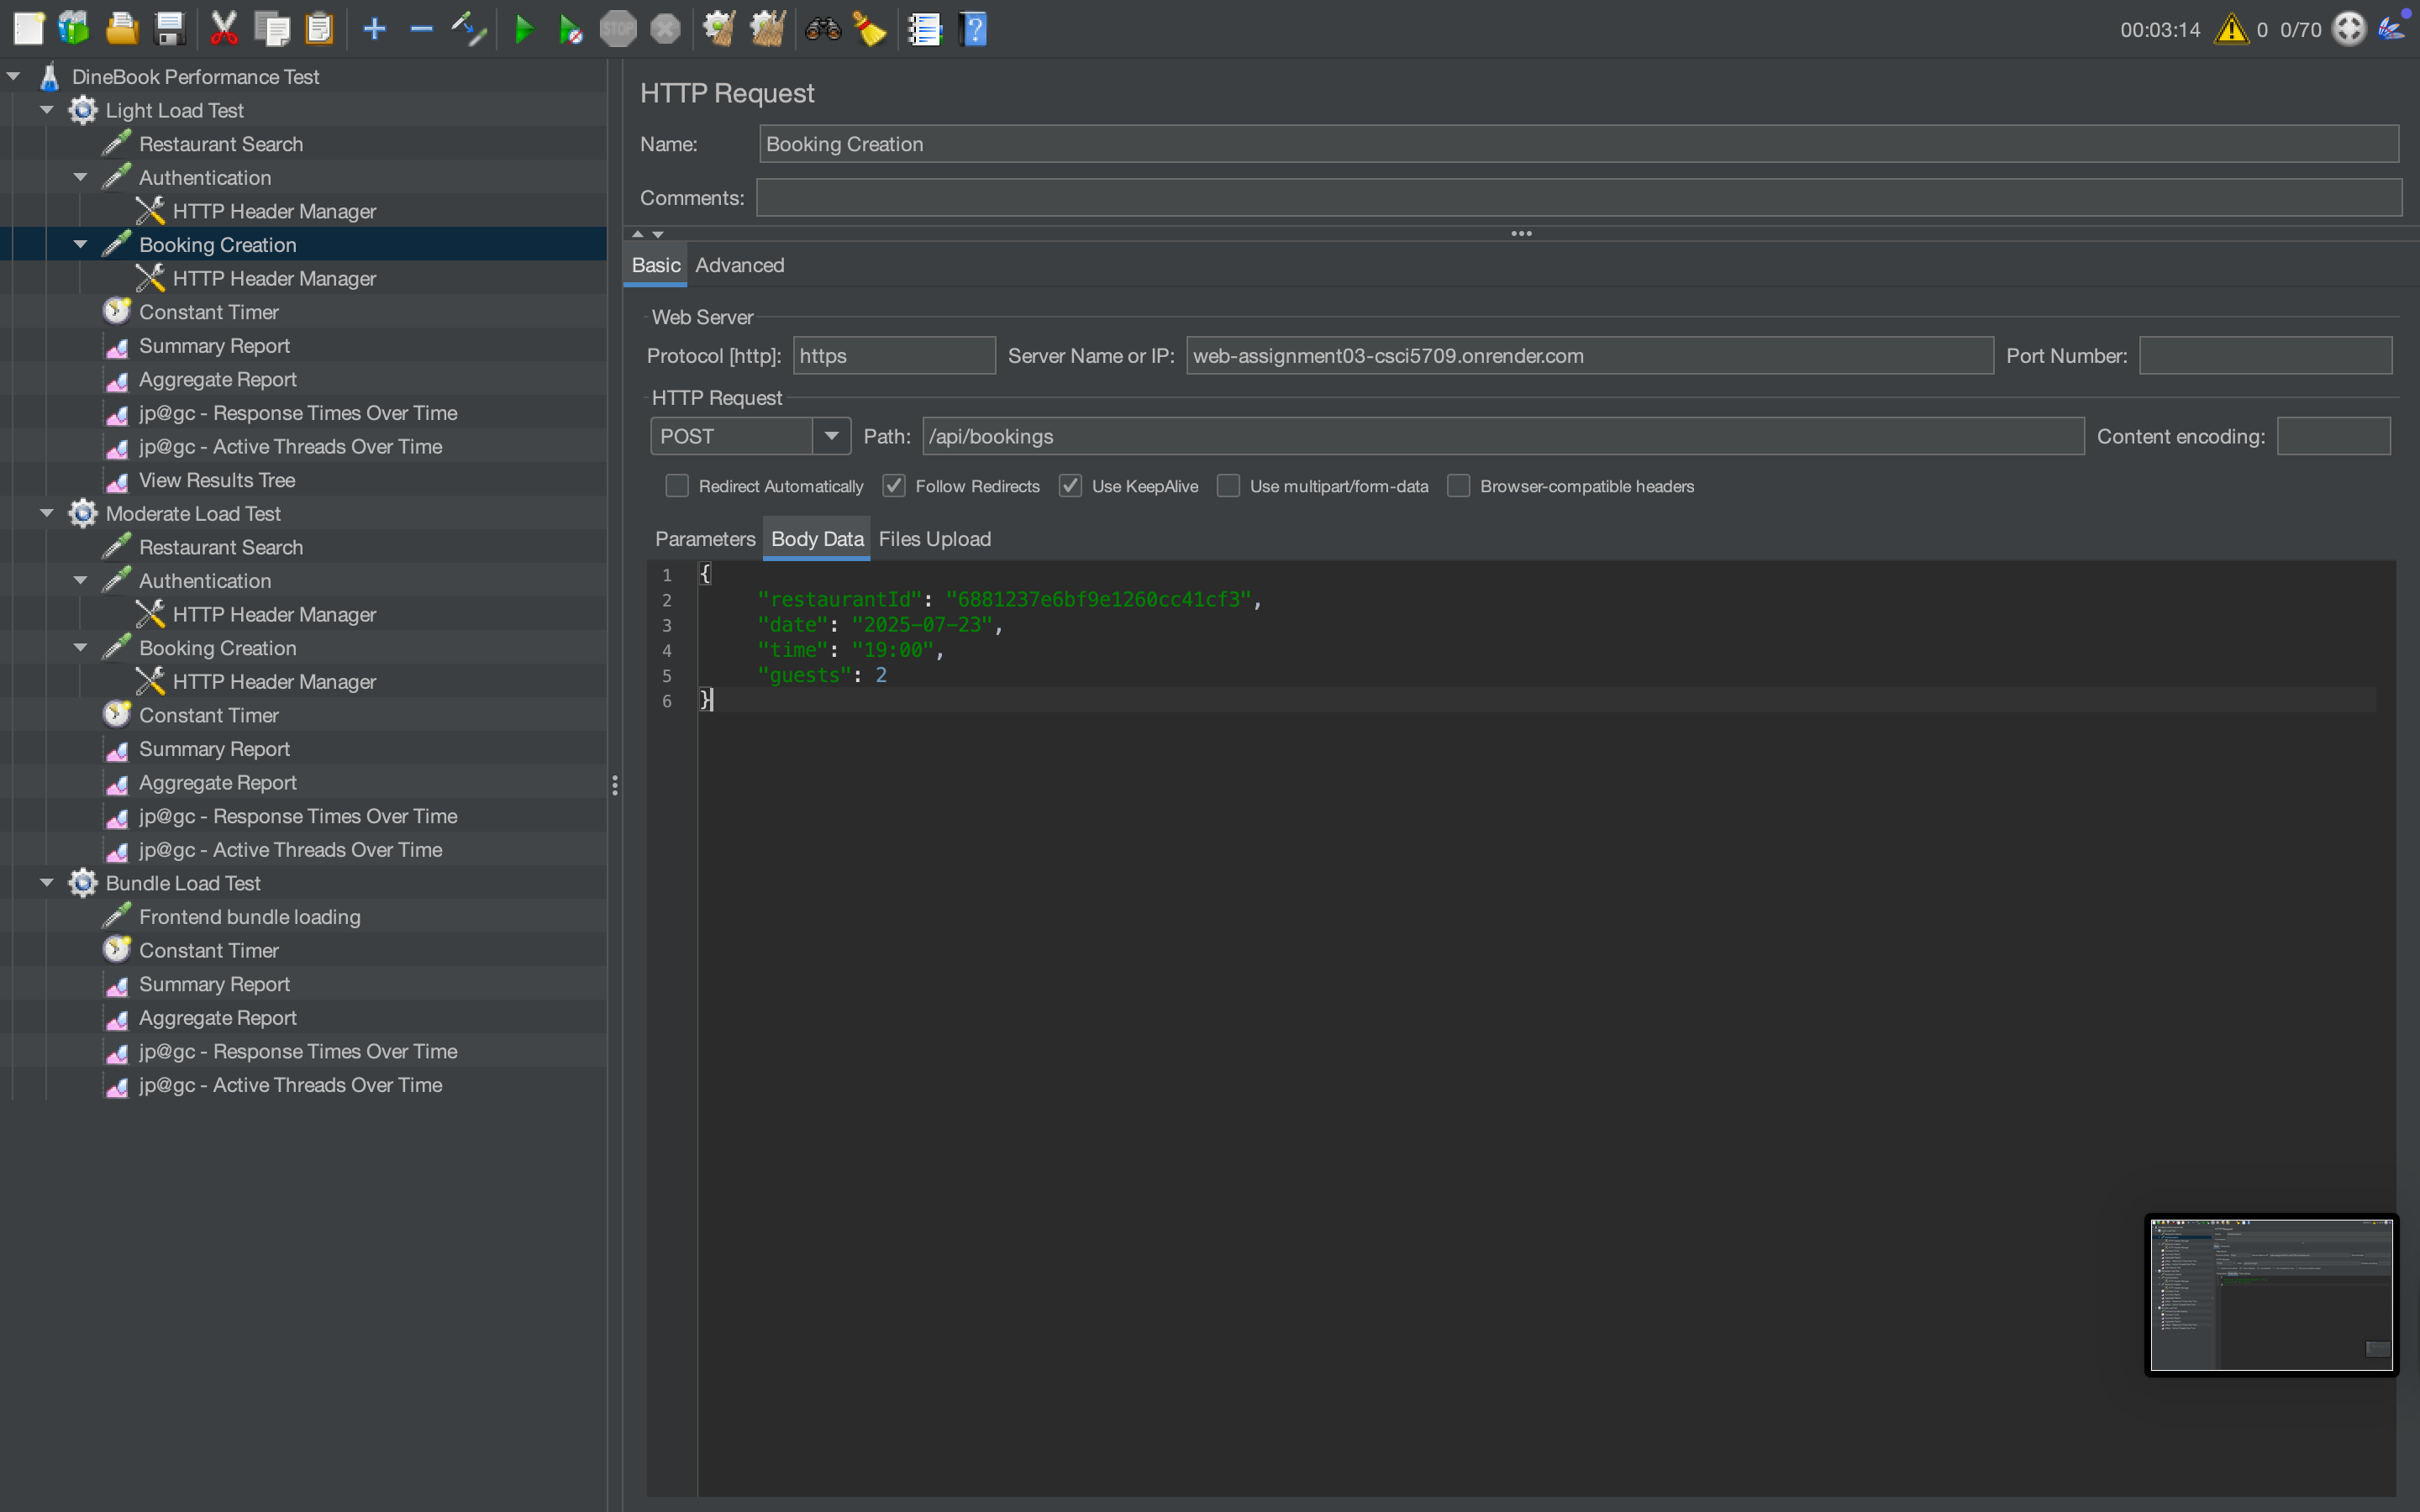 STOP
00:03:14
0
0/70
DineBook Performance Test
Light Load Test
Restaurant Search
Authentication
HTTP Header Manager
Booking Creation
HTTP Header Manager
Constant Timer
Summary Report
Aggregate Report
jp@gc - Response Times Over Time
jp@gc - Active Threads Over Time
View Results Tree
Moderate Load Test
Restaurant Search
Authentication
HTTP Header Manager
Booking Creation
HTTP Header Manager
Constant Timer
Summary Report
Aggregate Report
jp@gc - Response Times Over Time
jp@gc - Active Threads Over Time
Bundle Load Test
Frontend bundle loading
Constant Timer
Summary Report
Aggregate Report
jp@gc - Response Times Over Time
jp@gc - Active Threads Over Time
HTTP Request
Name: Booking Creation
Comments:
Basic Advanced
Web Server
Protocol [http]: https Server Name or IP: web-assignment03-csci5709.onrender.com Port Number:
HTTP Request
POST Path: /api/bookings Content encoding:
Redirect Automatically Follow Redirects Use KeepAlive Use multipart/form-data Browser-compatible headers
Parameters Body Data Files Upload
1 {
2 "restaurantId": "6881237e6bf9e1260cc41cf3",
3 "date": "2025-07-23",
4 "time": "19:00",
5 "guests": 2
6 }